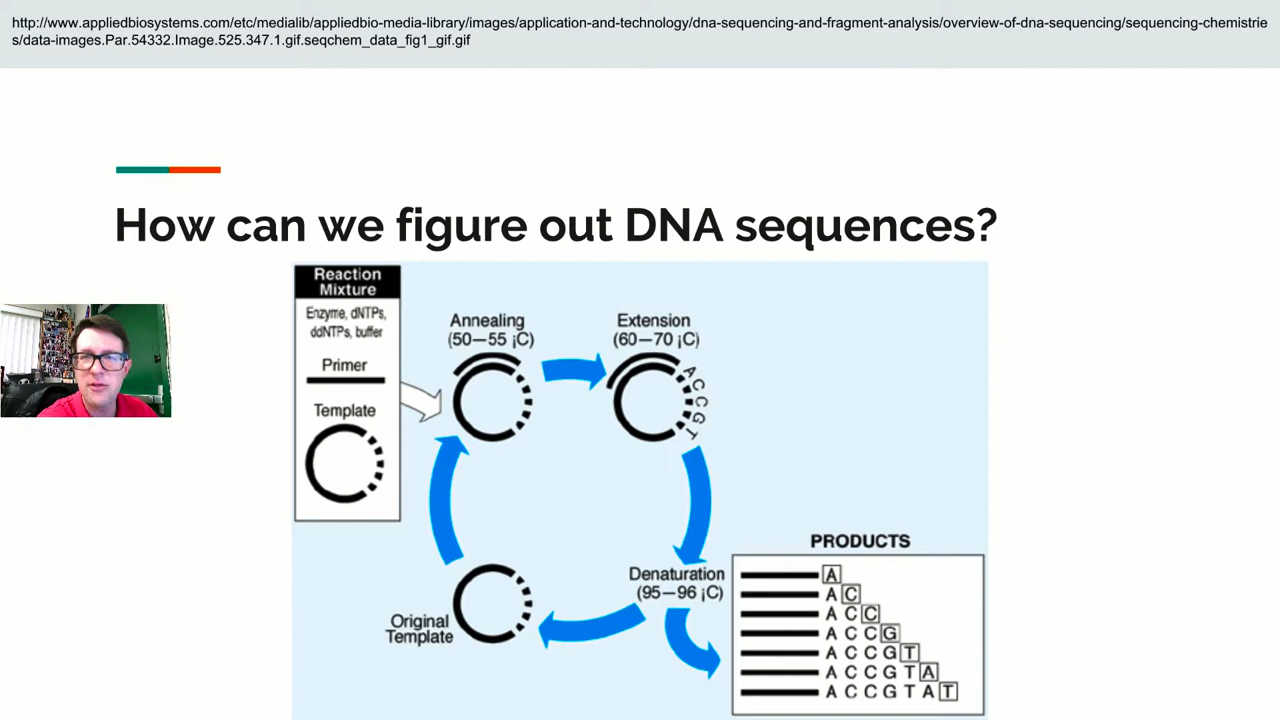 http://www.appliedbiosystems.com/etc/medialib/appliedbio-media-library/images/application-and-technology/dna-sequencing-and-fragment-analysis/overview-of-dna-sequencing/sequencing-chemistrie
s/data-images.Par.54332.Image.525.347.1.gif.seqchem_data_fig1_gif.gif
How can we figure out DNA sequences?
Reaction
Mixture
Enzyme, dNTPs,
ddNTPs, buffer
Primer
Template
Annealing
(50—55 ¡C)
Extension
(60—70 ¡C)
ACCGT
Denaturation
(95—96 ¡C)
Original
Template
PRODUCTS
A
A C
A C C
A C C G
A C C G T
A C C G T A
A C C G T A T